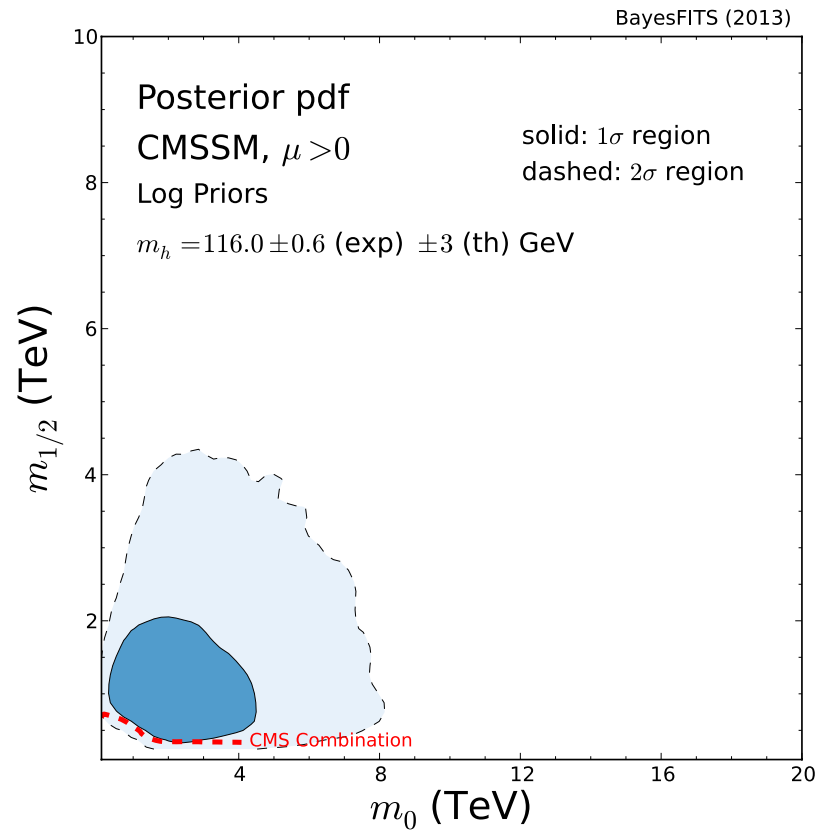 BayesFITS (2013)
Posterior pdf
CMSSM, μ >0
Log Priors
m_h =116.0 ±0.6 (exp) ±3 (th) GeV
solid: 1σ region
dashed: 2σ region
m_{1/2} (TeV)
10
8
6
4
2
CMS Combination
4
8
12
16
20
m_0 (TeV)